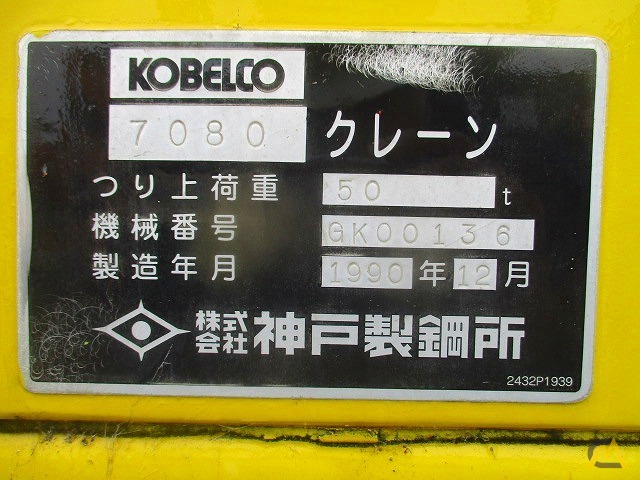 KOBELCO
7080 クレーン
つり上荷重 50 t
機械番号 GK00136
製造年月 1990年12月
株式会社 神戸製鋼所
2432P1939